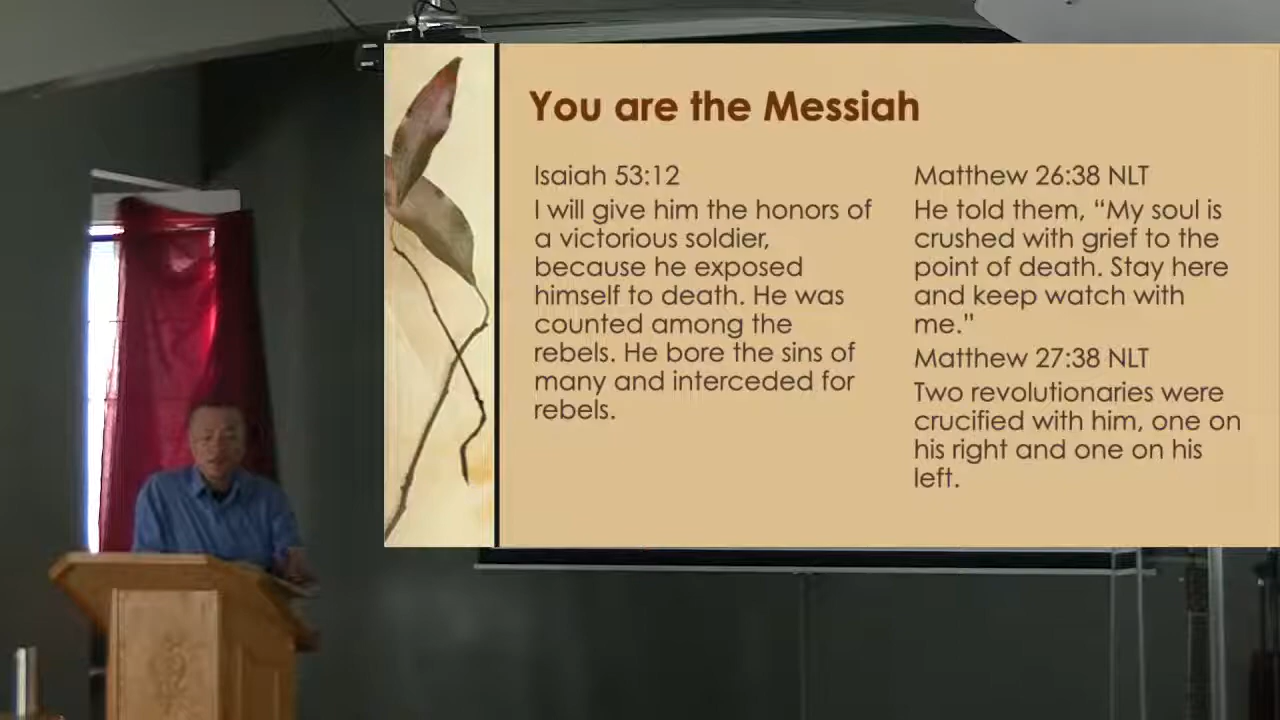 You are the Messiah
Isaiah 53:12
I will give him the honors of
a victorious soldier,
because he exposed
himself to death. He was
counted among the
rebels. He bore the sins of
many and interceded for
rebels.
Matthew 26:38 NLT
He told them, “My soul is
crushed with grief to the
point of death. Stay here
and keep watch with
me.”
Matthew 27:38 NLT
Two revolutionaries were
crucified with him, one on
his right and one on his
left.